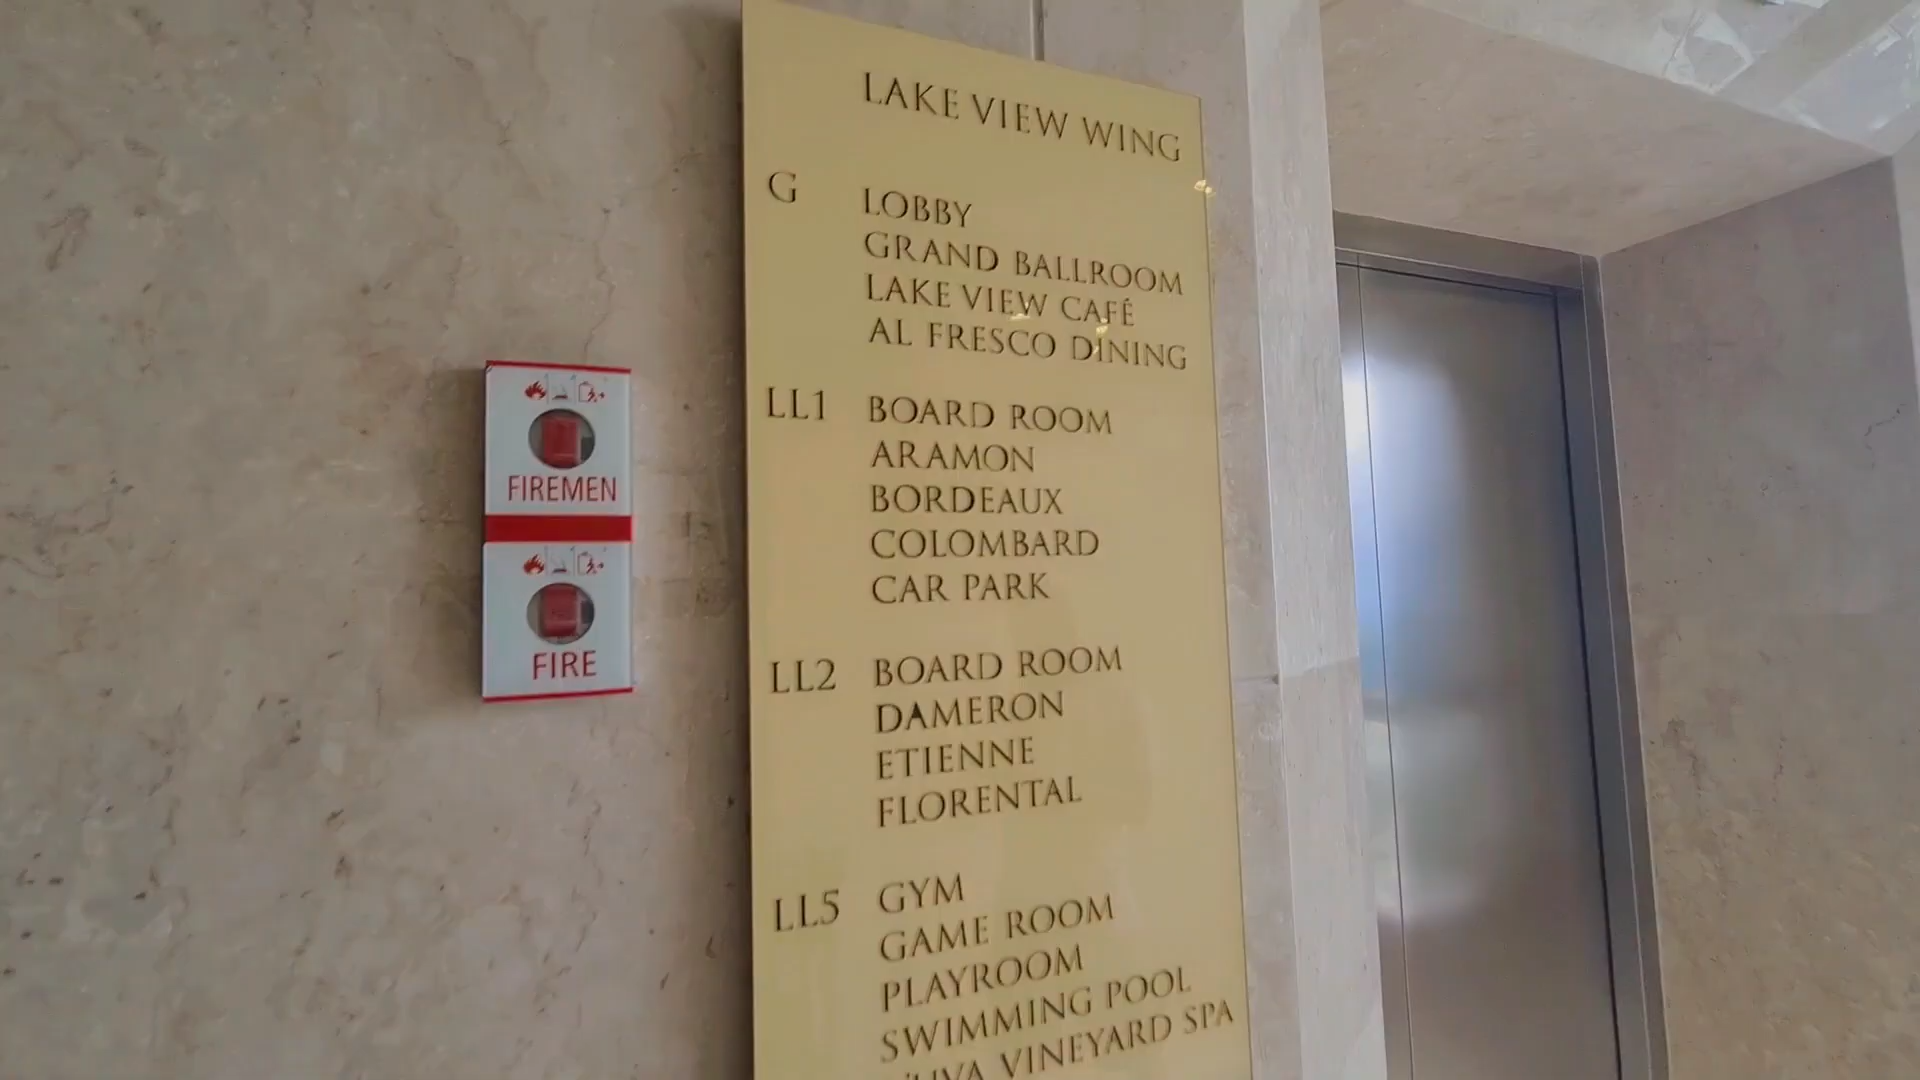 LAKE VIEW WING
G LOBBY
GRAND BALLROOM
LAKE VIEW CAFÉ
AL FRESCO DINING
LL1 BOARD ROOM
ARAMON
BORDEAUX
COLOMBARD
CAR PARK
LL2 BOARD ROOM
DAMERON
ETIENNE
FLORENTAL
LL5 GYM
GAME ROOM
PLAYROOM
SWIMMING POOL
VINEYARD SPA
FIREMEN
FIRE